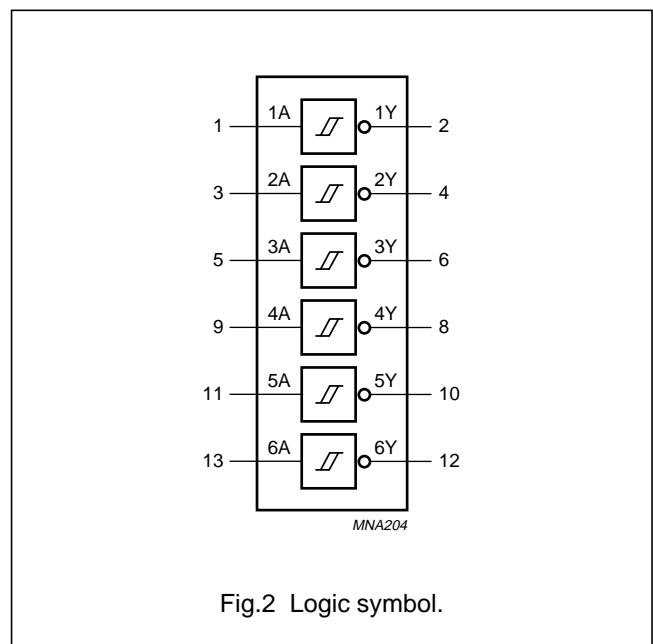 1 1A 1Y 2
3 2A 2Y 4
5 3A 3Y 6
9 4A 4Y 8
11 5A 5Y 10
13 6A 6Y 12
MNA204
Fig.2 Logic symbol.